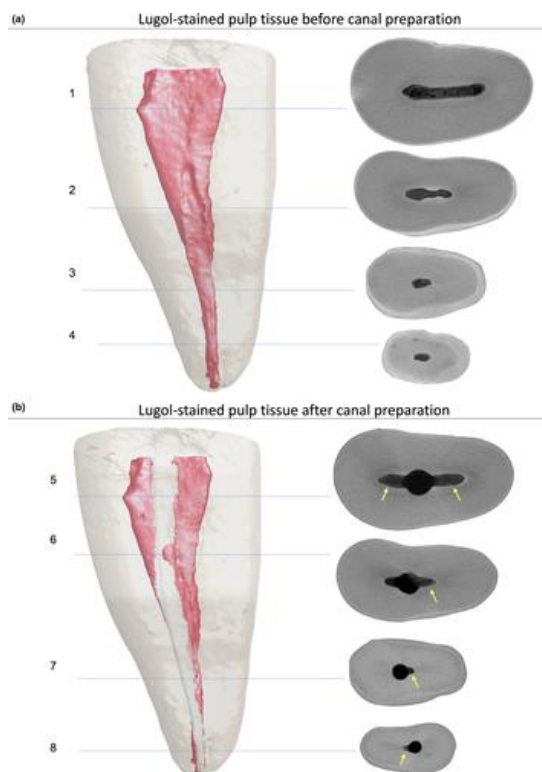 (a)
Lugol-stained pulp tissue before canal preparation
1
2
3
4
(b)
Lugol-stained pulp tissue after canal preparation
5
6
7
8